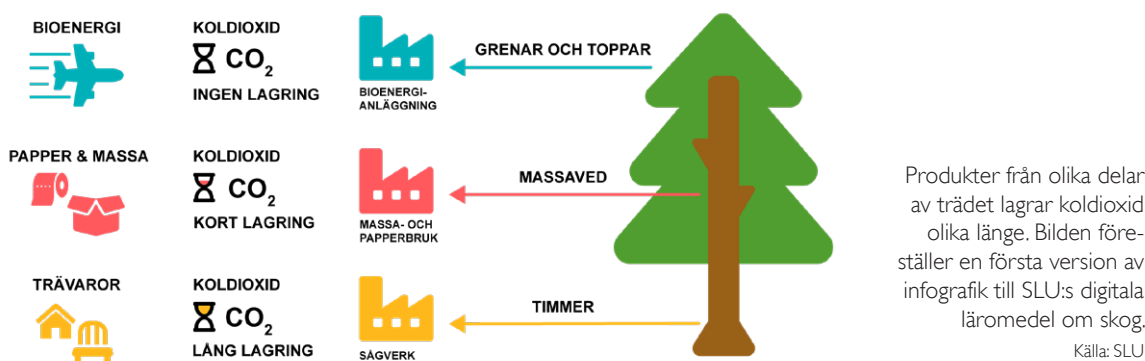 BIOENERGI
KOLDIOXID
CO2
INGEN LAGRING
BIOENERGI-
ANLÄGGNING
GRENAR OCH TOPPAR
PAPPER & MASSA
KOLDIOXID
CO2
KORT LAGRING
MASSA- OCH
PAPPERBRUK
MASSAVED
TRÄVAROR
KOLDIOXID
CO2
LÅNG LAGRING
SÅGVERK
TIMMER
Produkter från olika delar
av trädet lagrar koldioxid
olika länge. Bilden före-
ställer en första version av
infografik till SLU:s digitala
läromedel om skog.
Källa: SLU